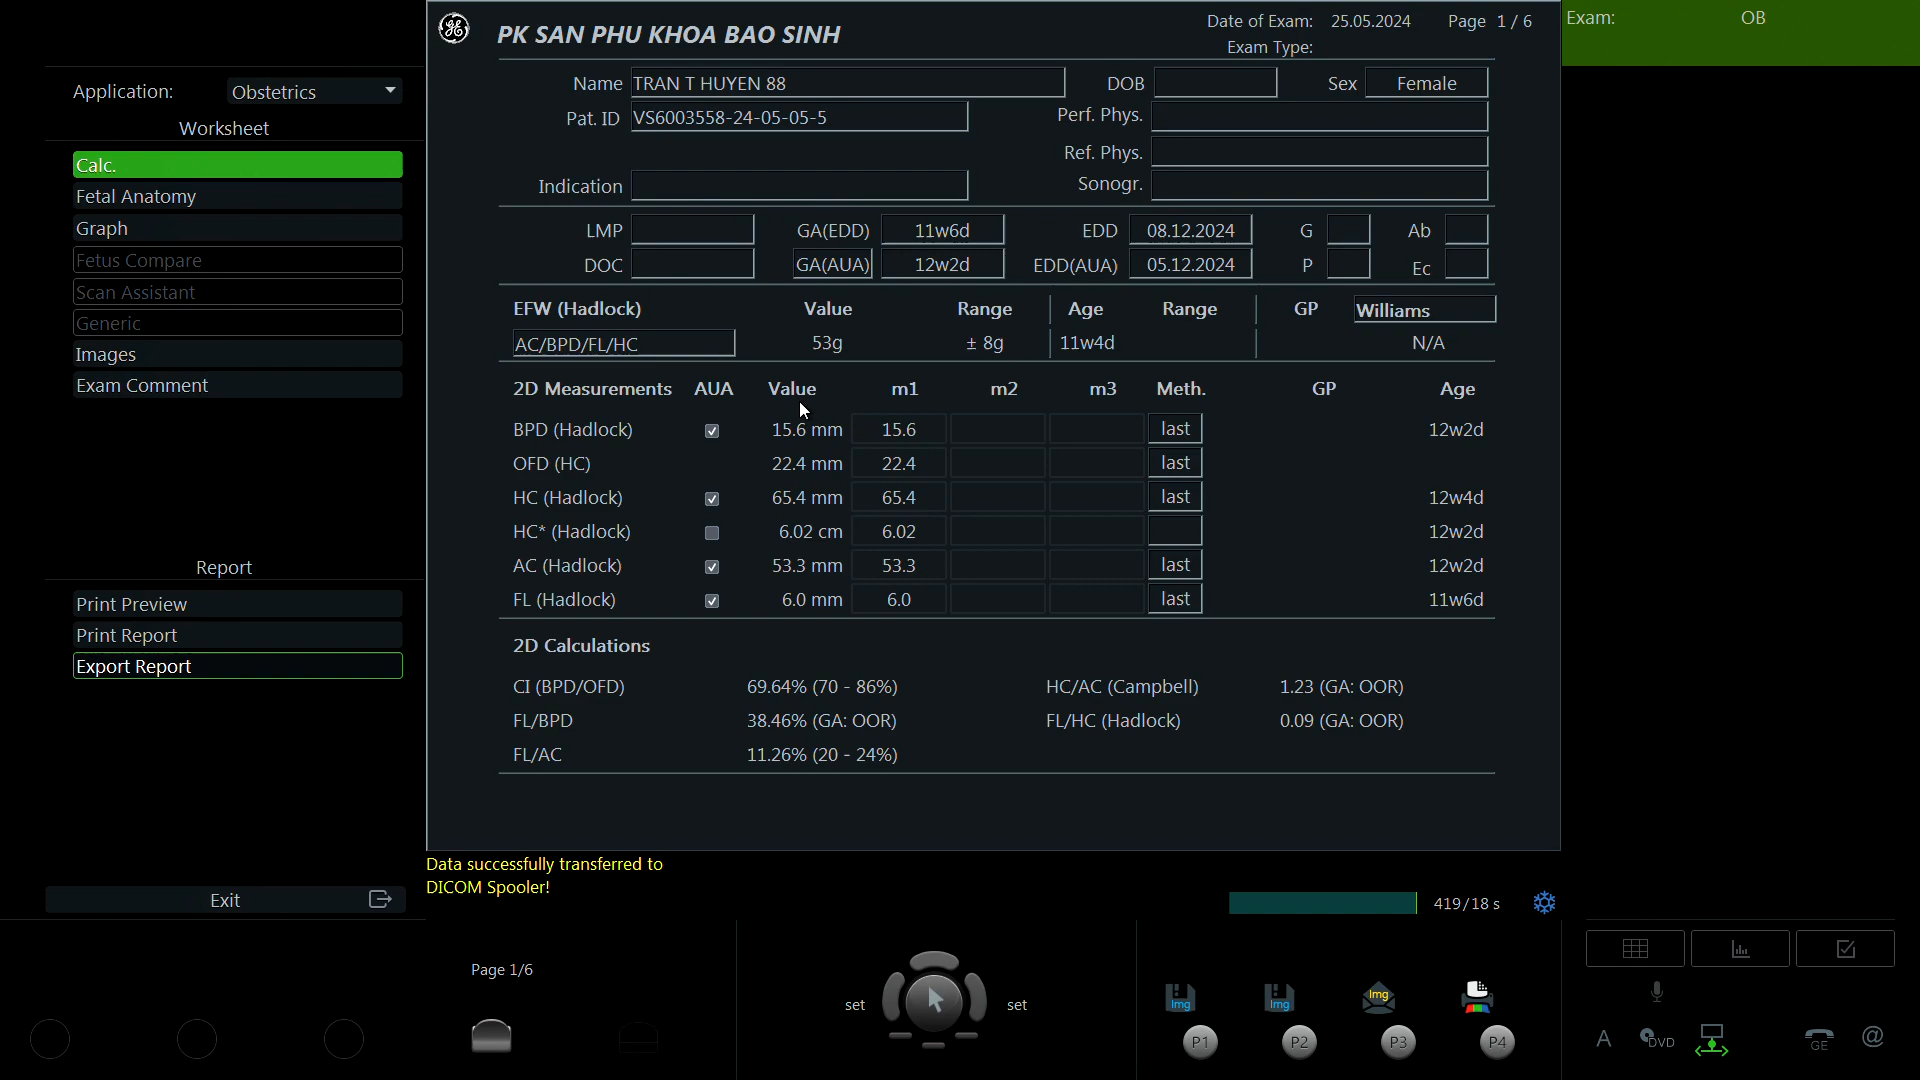 PK SAN PHU KHOA BAO SINH
Date of Exam: 25.05.2024 Page 1 / 6
Exam Type:
Exam: OB
Application: Obstetrics
Worksheet
Calc.
Fetal Anatomy
Graph
Fetus Compare
Scan Assistant
Generic
Images
Exam Comment
Report
Print Preview
Print Report
Export Report
Exit
Name TRAN T HUYEN 88 DOB Sex Female
Pat. ID VS6003558-24-05-05-5 Perf. Phys.
Ref. Phys.
Indication Sonogr.
LMP GA(EDD) 11w6d EDD 08.12.2024 G Ab
DOC GA(AUA) 12w2d EDD(AUA) 05.12.2024 P Ec
EFW (Hadlock) Value Range Age Range GP Williams
AC/BPD/FL/HC 53g ± 8g 11w4d N/A
2D Measurements AUA Value m1 m2 m3 Meth. GP Age
BPD (Hadlock) 15.6 mm 15.6 last 12w2d
OFD (HC) 22.4 mm 22.4 last
HC (Hadlock) 65.4 mm 65.4 last 12w4d
HC* (Hadlock) 6.02 cm 6.02 12w2d
AC (Hadlock) 53.3 mm 53.3 last 12w2d
FL (Hadlock) 6.0 mm 6.0 last 11w6d
2D Calculations
CI (BPD/OFD) 69.64% (70 - 86%) HC/AC (Campbell) 1.23 (GA: OOR)
FL/BPD 38.46% (GA: OOR) FL/HC (Hadlock) 0.09 (GA: OOR)
FL/AC 11.26% (20 - 24%)
Data successfully transferred to
DICOM Spooler!
419/18 s
Page 1/6
set set
Img Img Img
P1 P2 P3 P4
A DVD GE @